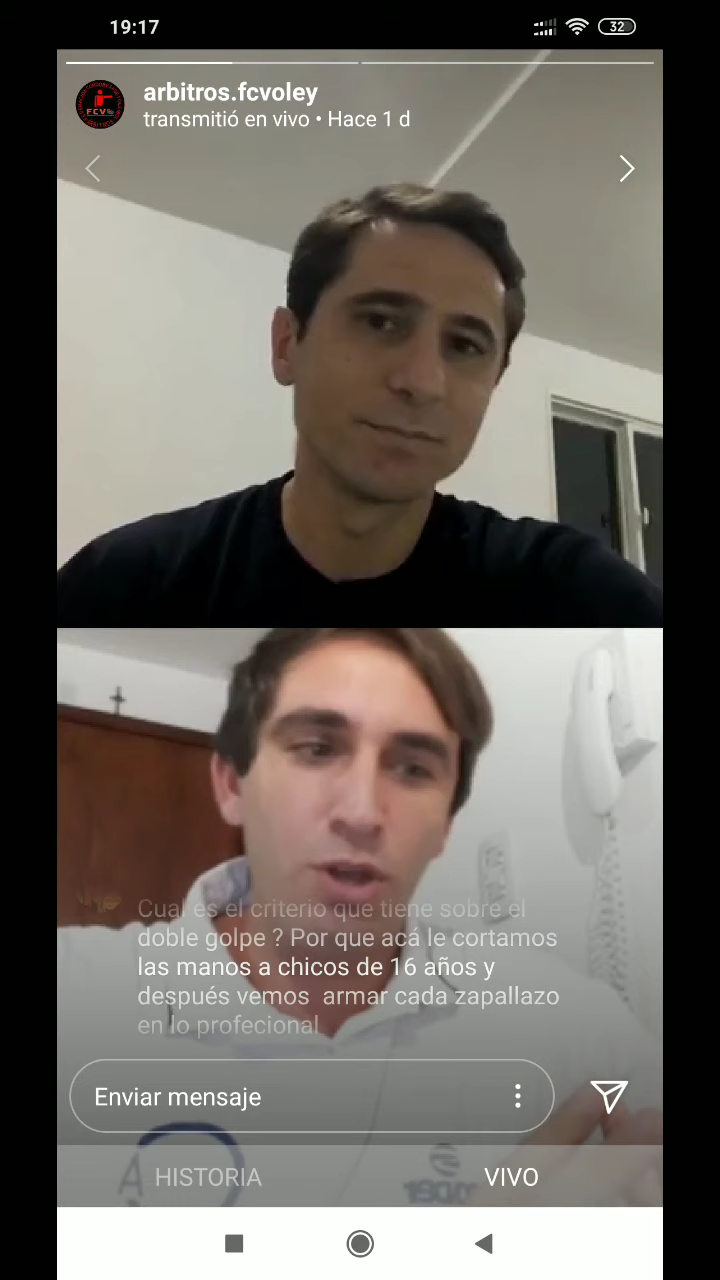 19:17
32
FCV
arbitros.fcvoley
transmitió en vivo • Hace 1 d
Cual es el criterio que tiene sobre el
doble golpe ? Por que acá le cortamos
las manos a chicos de 16 años y
después vemos armar cada zapallazo
en lo profecional
Enviar mensaje
HISTORIA
VIVO